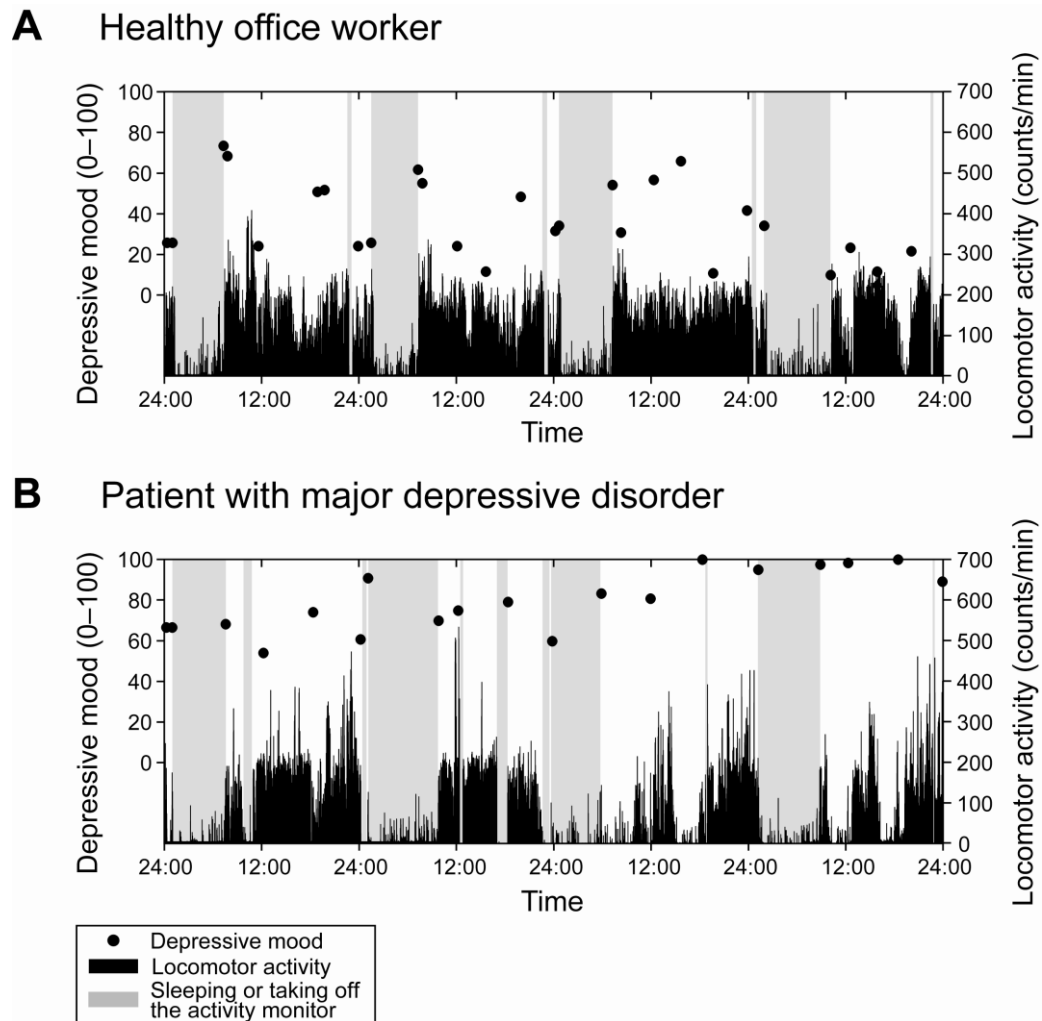 A Healthy office worker
Depressive mood (0–100)
100
80
60
40
20
0
700
600
500
400
300
200
100
0
Locomotor activity (counts/min)
24:00 12:00 24:00 12:00 24:00 12:00 24:00 12:00 24:00
Time
B Patient with major depressive disorder
Depressive mood (0–100)
100
80
60
40
20
0
700
600
500
400
300
200
100
0
Locomotor activity (counts/min)
24:00 12:00 24:00 12:00 24:00 12:00 24:00 12:00 24:00
Time
Depressive mood
Locomotor activity
Sleeping or taking off
the activity monitor